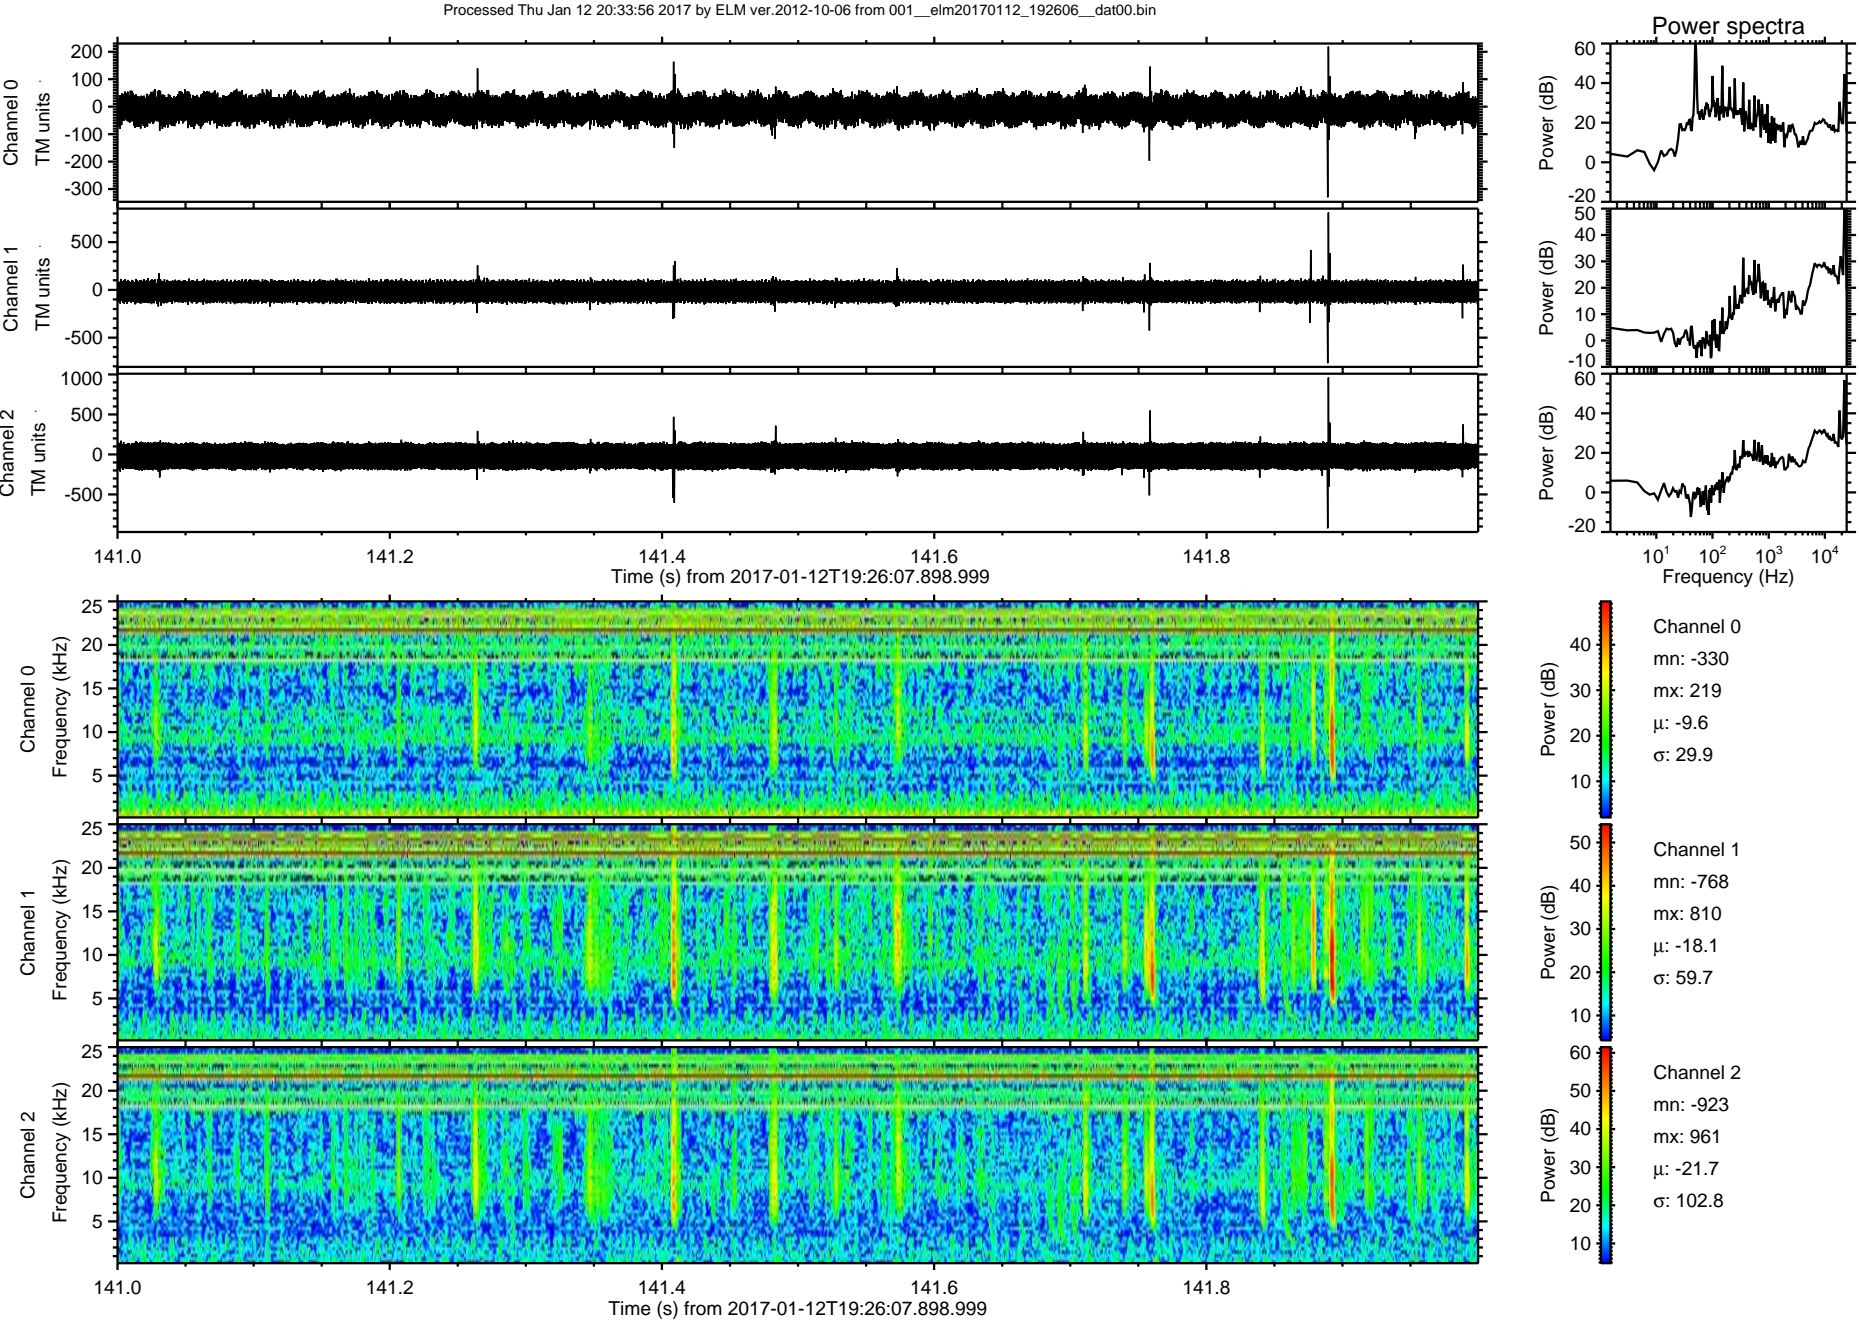 Processed Thu Jan 12 20:33:56 2017 by ELM ver.2012-10-06 from 001__elm20170112_192606__dat00.bin
Power spectra
Channel 0
TM units
200
100
0
-100
-200
-300
Power (dB)
60
40
20
0
-20
Channel 1
TM units
500
0
-500
Power (dB)
50
40
30
20
10
0
-10
Channel 2
TM units
1000
500
0
-500
Power (dB)
60
40
20
0
-20
141.0 141.2 141.4 141.6 141.8
Time (s) from 2017-01-12T19:26:07.898.999
10^1 10^2 10^3 10^4
Frequency (Hz)
Channel 0
Frequency (kHz)
25
20
15
10
5
Power (dB)
40
30
20
10
Channel 0
mn: -330
mx: 219
μ: -9.6
σ: 29.9
Channel 1
Frequency (kHz)
25
20
15
10
5
Power (dB)
50
40
30
20
10
Channel 1
mn: -768
mx: 810
μ: -18.1
σ: 59.7
Channel 2
Frequency (kHz)
25
20
15
10
5
Power (dB)
60
50
40
30
20
10
Channel 2
mn: -923
mx: 961
μ: -21.7
σ: 102.8
141.0 141.2 141.4 141.6 141.8
Time (s) from 2017-01-12T19:26:07.898.999